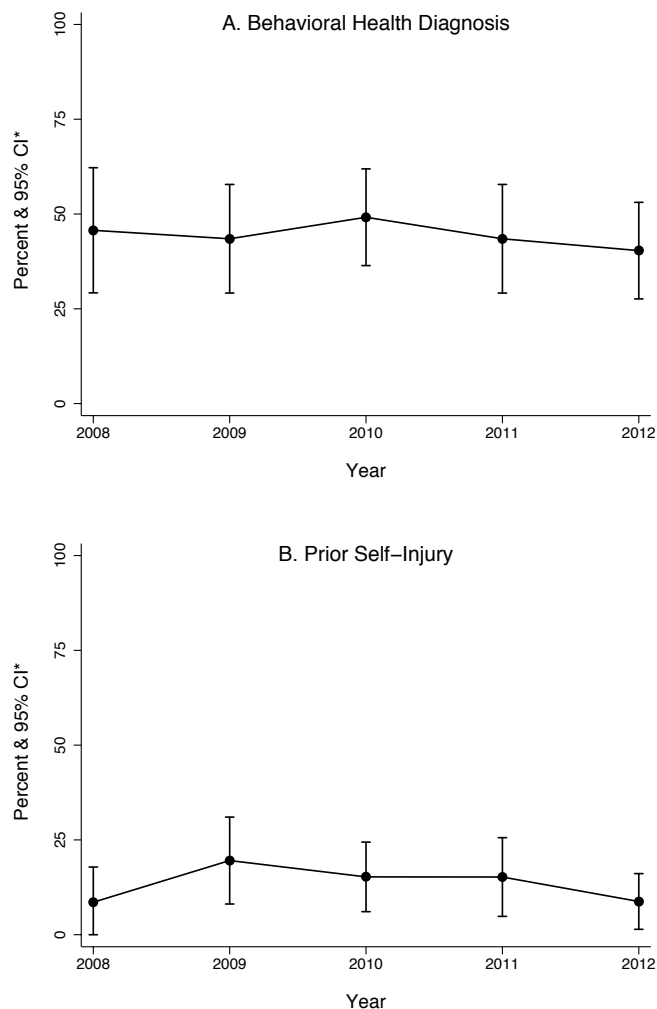 A. Behavioral Health Diagnosis
100
75
50
25
0
Percent & 95% CI*
2008 2009 2010 2011 2012
Year
B. Prior Self−Injury
100
75
50
25
0
Percent & 95% CI*
2008 2009 2010 2011 2012
Year